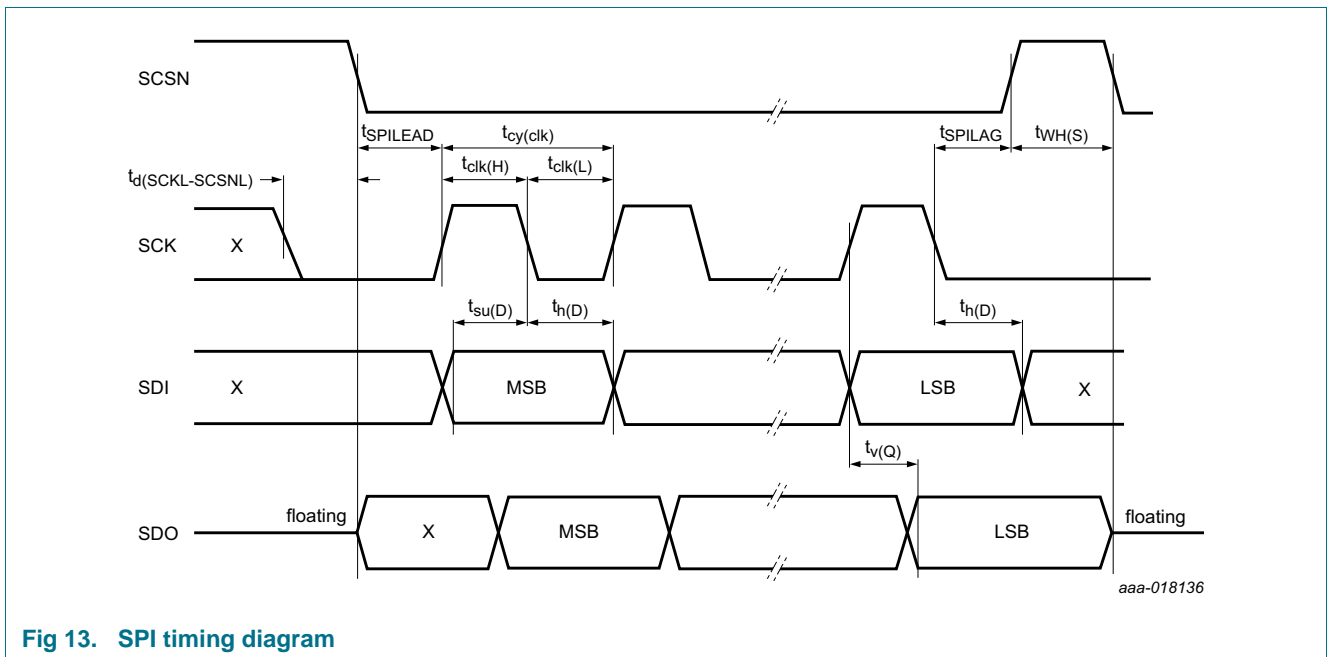 SCSN
tSPILEAD
tcy(clk)
tSPILAG
tWH(S)
td(SCKL-SCSNL)
tclk(H)
tclk(L)
SCK
X
tsu(D)
th(D)
th(D)
SDI
X
MSB
LSB
X
tv(Q)
SDO
floating
X
MSB
LSB
floating
aaa-018136
Fig 13. SPI timing diagram